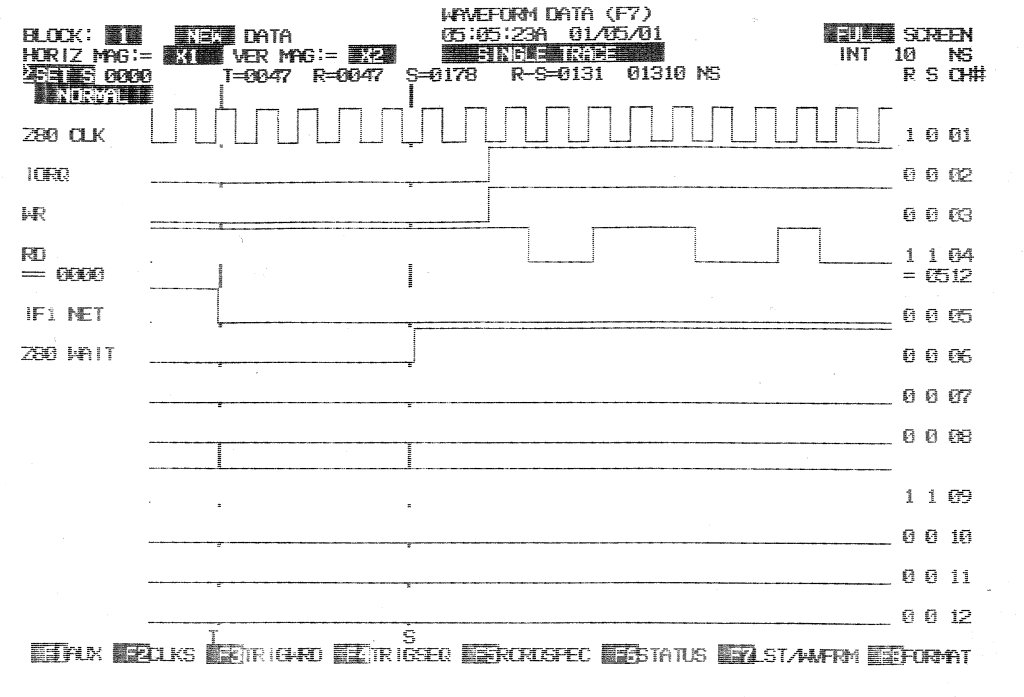 WAVEFORM DATA (F7)
BLOCK: 1 NEW DATA 05:05:23A 01/05/01 FULL SCREEN
HORIZ MAG:= X1 VER MAG:= X2 SINGLE TRACE INT 10 NS
SET S 0000 T=0047 R=0047 S=0178 R-S=0131 01310 NS R S CH#
NORMAL
Z80 CLK 1 0 01
IORQ 0 0 02
WR 0 0 03
RD 1 1 04
== 0000 = 0512
IF1 NET 0 0 05
Z80 WAIT 0 0 06
0 0 07
0 0 08
1 1 09
0 0 10
0 0 11
0 0 12
T S
F1AUX F2CLKS F3TRIGWRD F4TRIGSEQ F5RCRDSPEC F6STATUS F7LST/WVFRM F8FORMAT